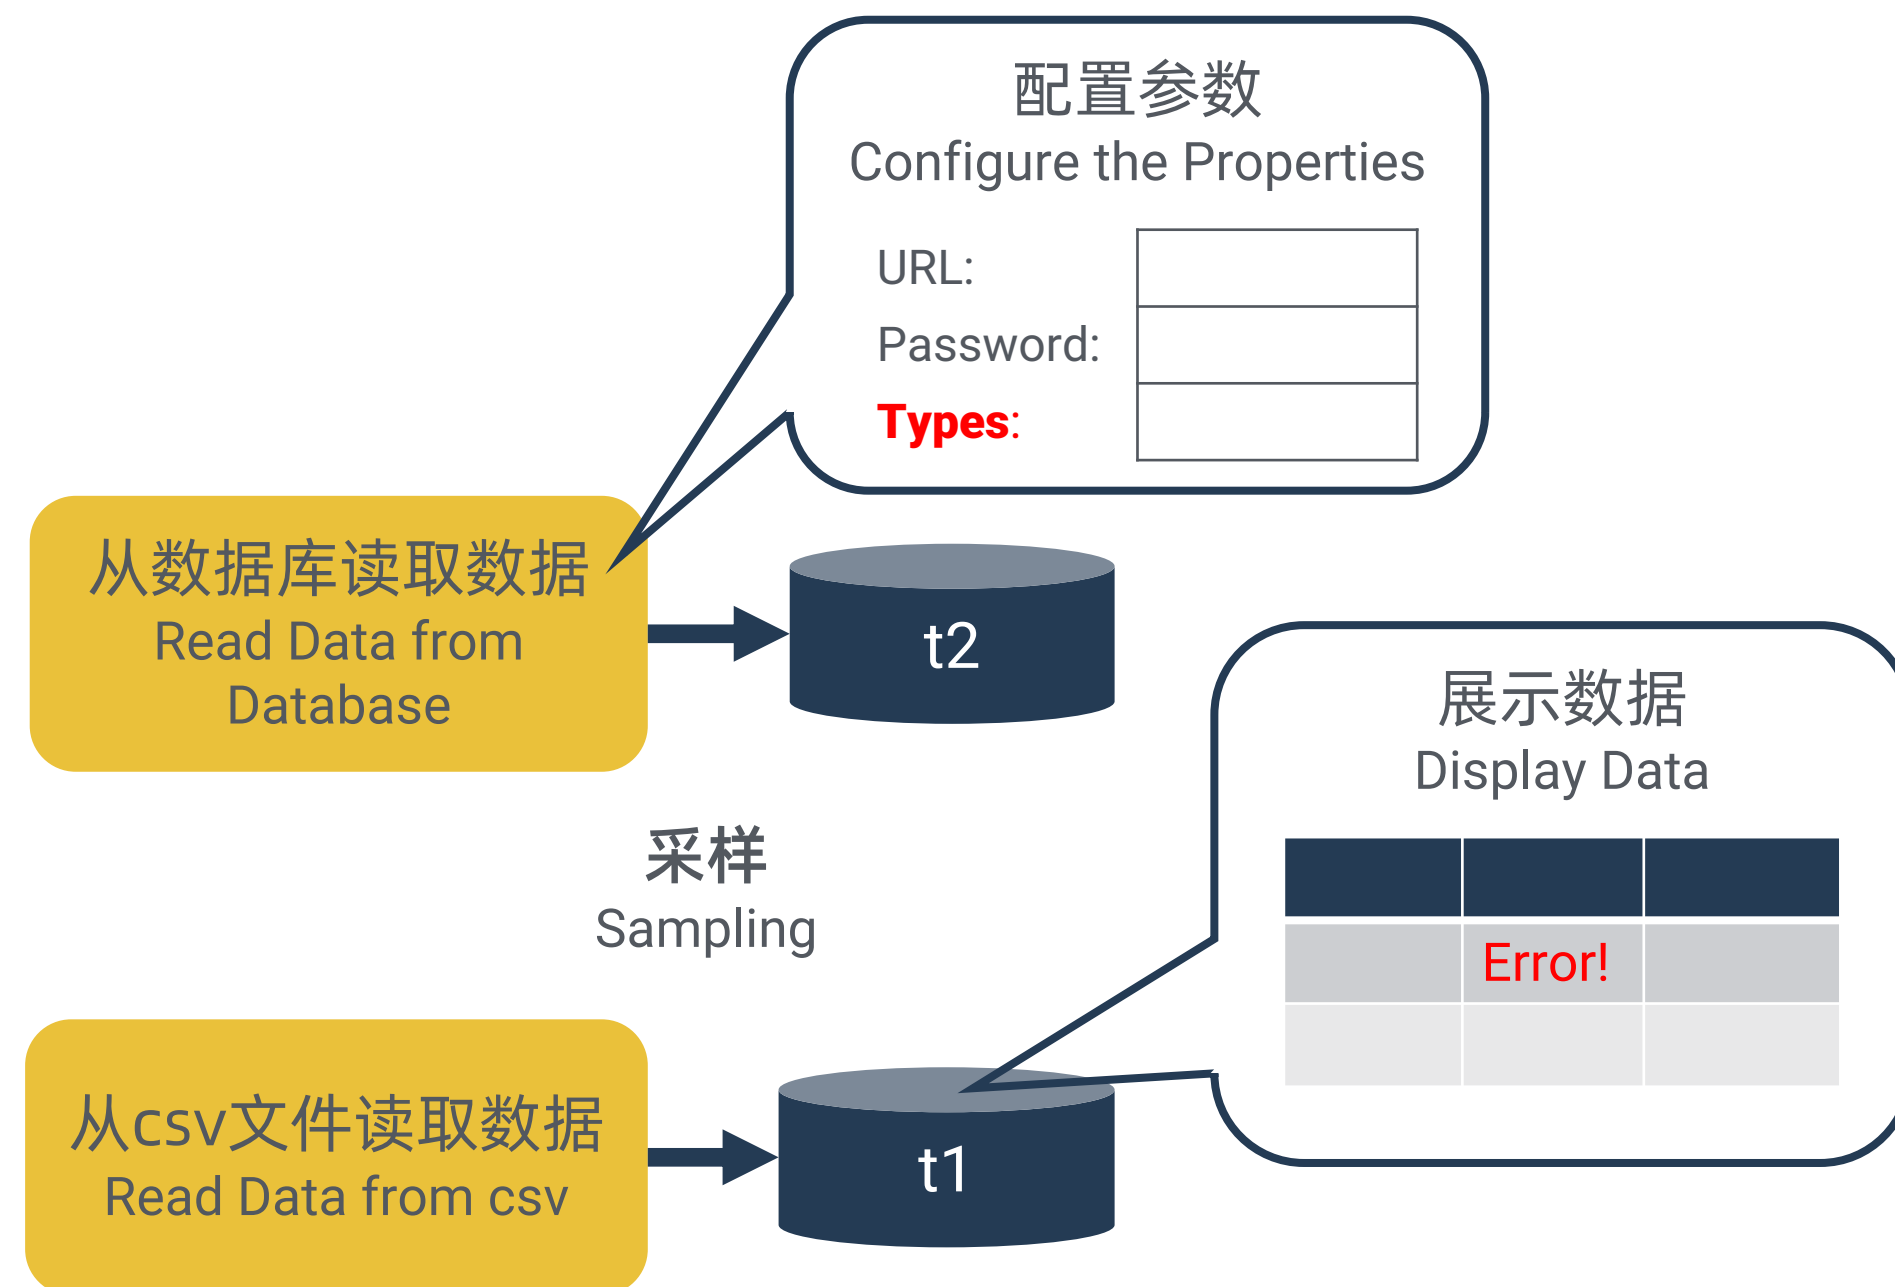 配置参数
Configure the Properties
URL:
Password:
Types:
从数据库读取数据
Read Data from
Database
t2
展示数据
Display Data
Error!
采样
Sampling
从csv文件读取数据
Read Data from csv
t1